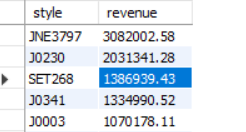 style revenue
JNE3797 3082002.58
J0230 2031341.28
SET268 1386939.43
J0341 1334990.52
J0003 1070178.11